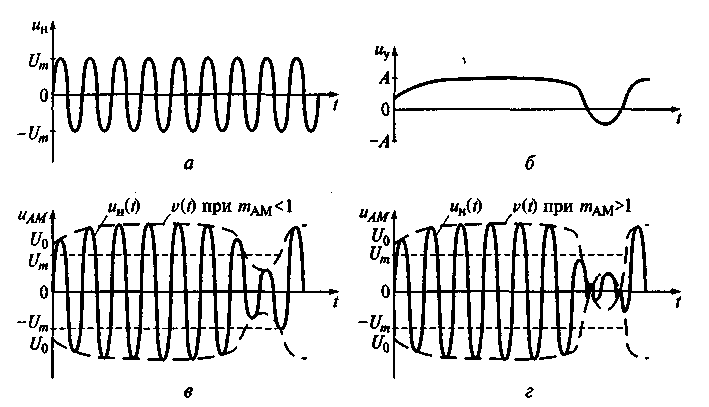 uн
Um
0
−Um
t
а
uу
A
0
−A
t
б
uАМ
uн(t)
v(t) при mАМ<1
U0
Um
0
−Um
U0
t
в
uАМ
uн(t)
v(t) при mАМ>1
U0
Um
0
−Um
U0
t
г